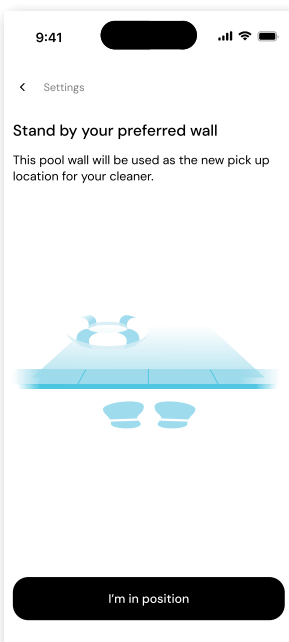 9:41
Settings
Stand by your preferred wall
This pool wall will be used as the new pick up
location for your cleaner.
I’m in position